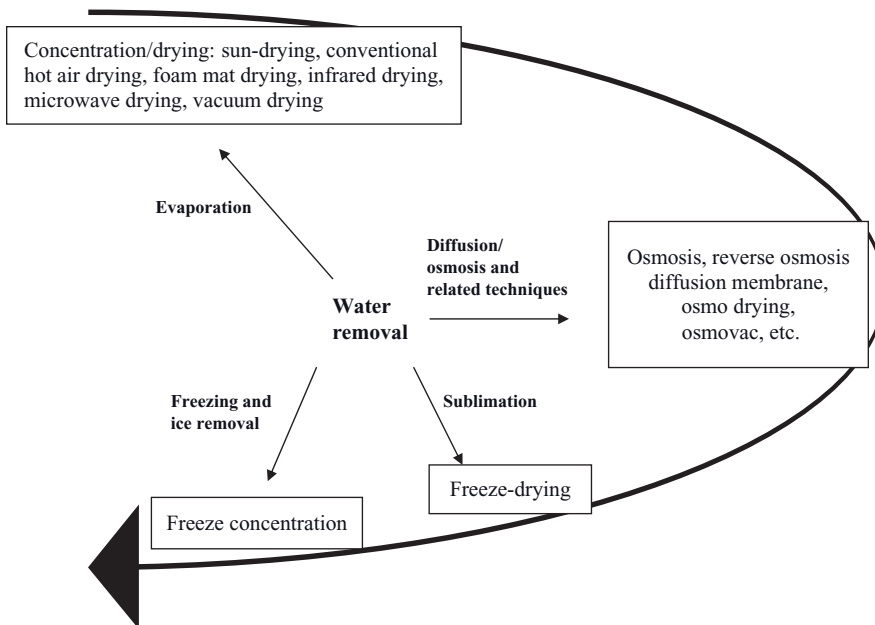 Concentration/drying: sun-drying, conventional
hot air drying, foam mat drying, infrared drying,
microwave drying, vacuum drying
Evaporation
Diffusion/
osmosis and
related techniques
Osmosis, reverse osmosis
diffusion membrane,
osmo drying,
osmovac, etc.
Water
removal
Freezing and
ice removal
Sublimation
Freeze-drying
Freeze concentration